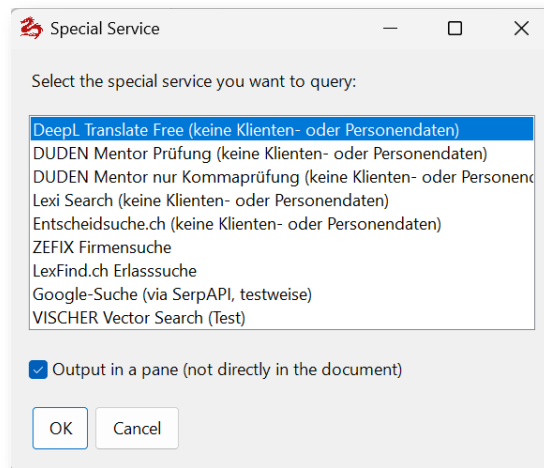 Special Service
Select the special service you want to query:
DeepL Translate Free (keine Klienten- oder Personendaten)
DUDEN Mentor Prüfung (keine Klienten- oder Personendaten)
DUDEN Mentor nur Kommaprüfung (keine Klienten- oder
Lexi Search (keine Klienten- oder Personendaten)
Entscheidsuche.ch (keine Klienten- oder Personendaten)
ZEFIX Firmensuche
LexFind.ch Erlasssuche
Google-Suche (via SerpAPI, testweise)
VISCHER Vector Search (Test)
Output in a pane (not directly in the document)
OK
Cancel